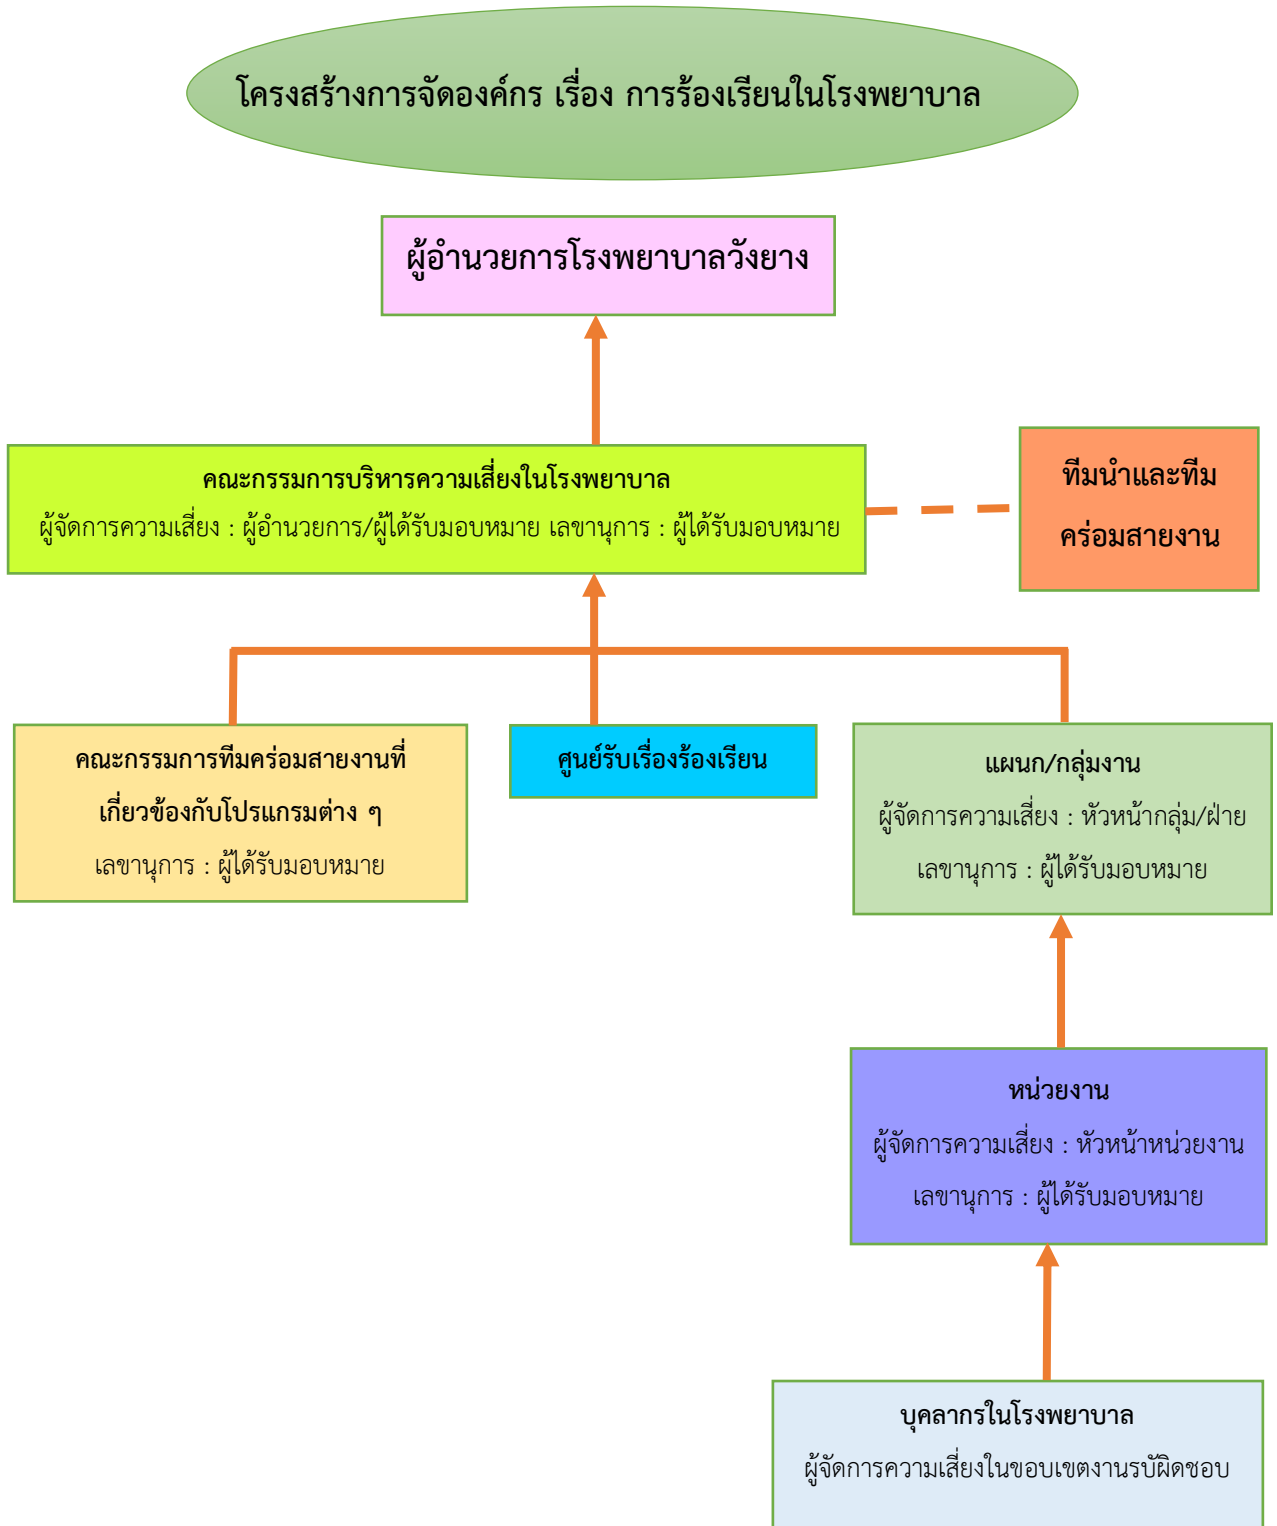 โครงสร้างการจัดองค์กร เรื่อง การร้องเรียนในโรงพยาบาล
ผู้อำนวยการโรงพยาบาลวังยาง
คณะกรรมการบริหารความเสี่ยงในโรงพยาบาล
ผู้จัดการความเสี่ยง : ผู้อำนวยการ/ผู้ได้รับมอบหมาย เลขานุการ : ผู้ได้รับมอบหมาย
ทีมนำและทีม
คร่อมสายงาน
คณะกรรมการทีมคร่อมสายงานที่
เกี่ยวข้องกับโปรแกรมต่าง ๆ
เลขานุการ : ผู้ได้รับมอบหมาย
ศูนย์รับเรื่องร้องเรียน
แผนก/กลุ่มงาน
ผู้จัดการความเสี่ยง : หัวหน้ากลุ่ม/ฝ่าย
เลขานุการ : ผู้ได้รับมอบหมาย
หน่วยงาน
ผู้จัดการความเสี่ยง : หัวหน้าหน่วยงาน
เลขานุการ : ผู้ได้รับมอบหมาย
บุคลากรในโรงพยาบาล
ผู้จัดการความเสี่ยงในขอบเขตงานรบัผิดชอบ